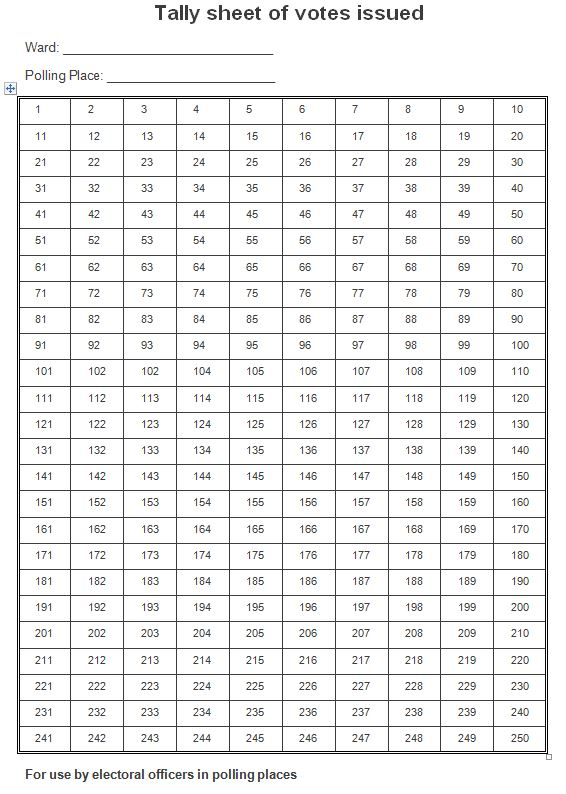 Tally sheet of votes issued
Ward: ______________________________
Polling Place: ________________________
1 2 3 4 5 6 7 8 9 10
11 12 13 14 15 16 17 18 19 20
21 22 23 24 25 26 27 28 29 30
31 32 33 34 35 36 37 38 39 40
41 42 43 44 45 46 47 48 49 50
51 52 53 54 55 56 57 58 59 60
61 62 63 64 65 66 67 68 69 70
71 72 73 74 75 76 77 78 79 80
81 82 83 84 85 86 87 88 89 90
91 92 93 94 95 96 97 98 99 100
101 102 102 104 105 106 107 108 109 110
111 112 113 114 115 116 117 118 119 120
121 122 123 124 125 126 127 128 129 130
131 132 133 134 135 136 137 138 139 140
141 142 143 144 145 146 147 148 149 150
151 152 153 154 155 156 157 158 159 160
161 162 163 164 165 166 167 168 169 170
171 172 173 174 175 176 177 178 179 180
181 182 183 184 185 186 187 188 189 190
191 192 193 194 195 196 197 198 199 200
201 202 203 204 205 206 207 208 209 210
211 212 213 214 215 216 217 218 219 220
221 222 223 224 225 226 227 228 229 230
231 232 233 234 235 236 237 238 239 240
241 242 243 244 245 246 247 248 249 250
For use by electoral officers in polling places